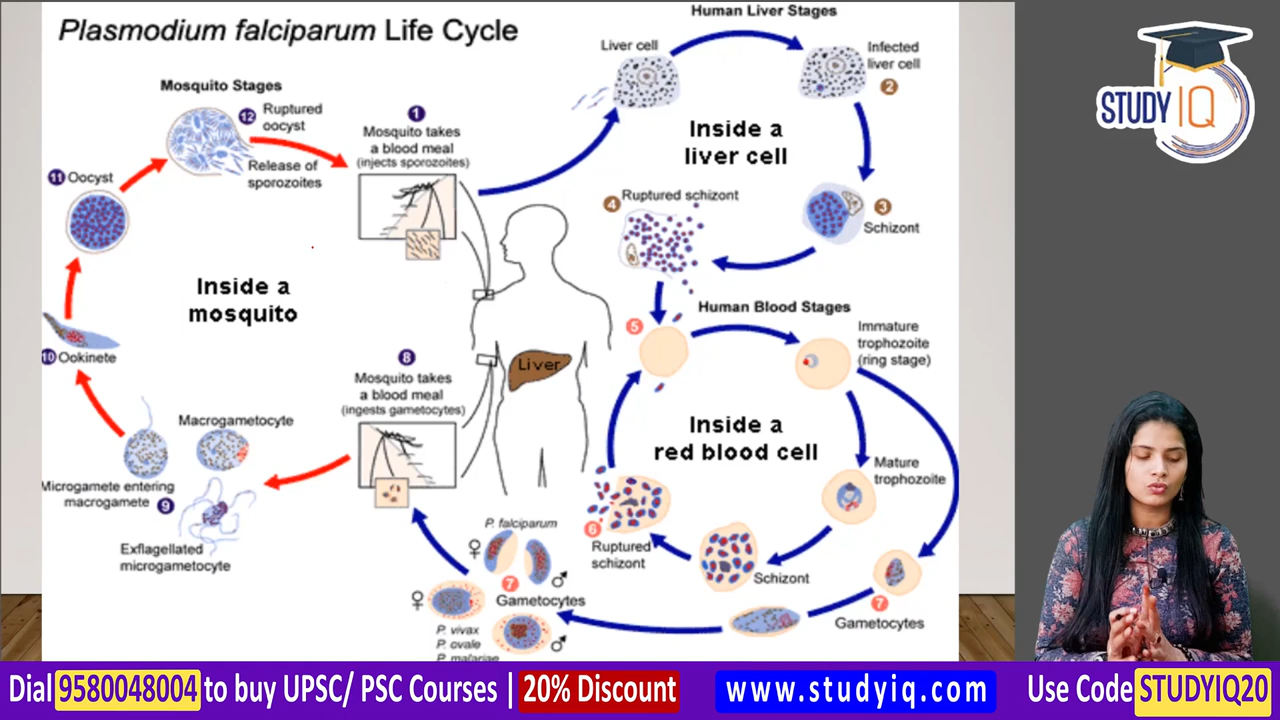 Plasmodium falciparum Life Cycle
Human Liver Stages
Liver cell
Infected
liver cell
2
Mosquito Stages
12
Ruptured
oocyst
Release of
sporozoites
1
Mosquito takes
a blood meal
(injects sporozoites)
Inside a
liver cell
11 Oocyst
4 Ruptured schizont
3
Schizont
Inside a
mosquito
Human Blood Stages
5
Immature
trophozoite
(ring stage)
10 Ookinete
8
Mosquito takes
a blood meal
(ingests gametocytes)
Liver
Macrogametocyte
Inside a
red blood cell
Mature
trophozoite
Microgamete entering
macrogamete 9
Exflagellated
microgametocyte
P. falciparum
♀
♂
7
Gametocytes
♀
♂
P. vivax
P. ovale
P. malariae
6
Ruptured
schizont
Schizont
7
Gametocytes
STUDY IQ
Dial 9580048004 to buy UPSC/ PSC Courses | 20% Discount
www.studyiq.com
Use Code STUDYIQ20